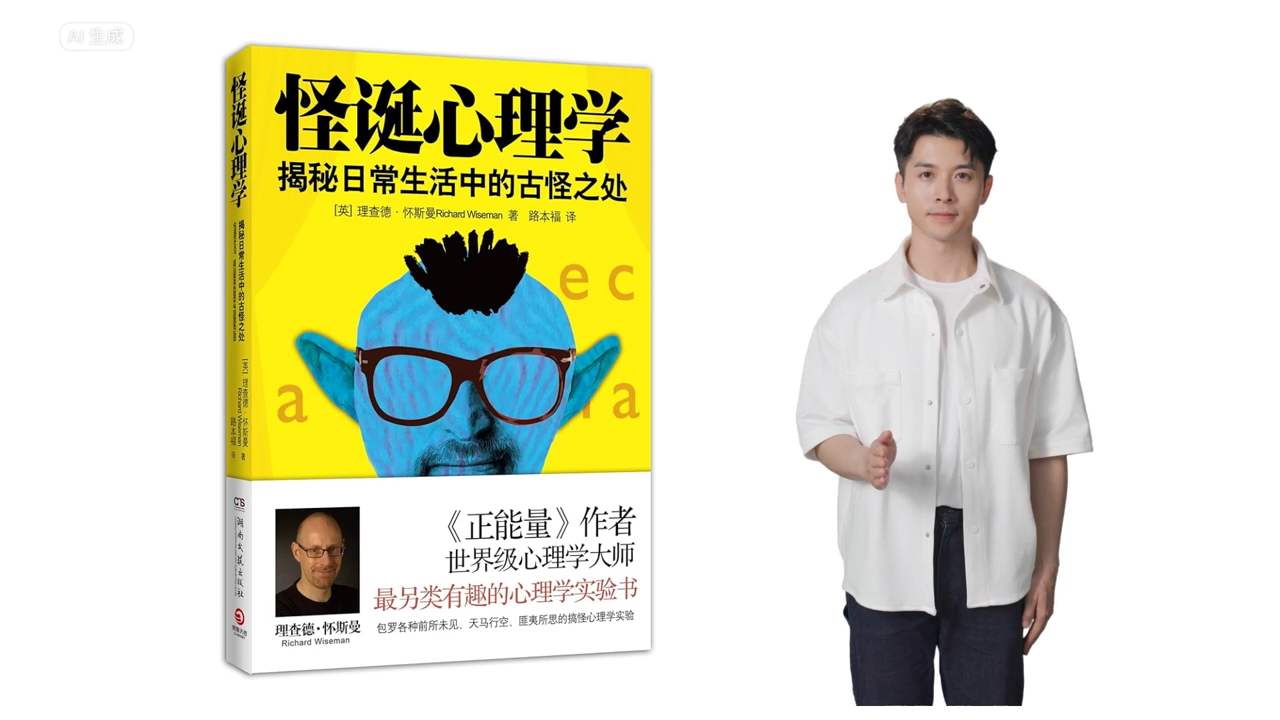 AI 生成
怪诞心理学
揭秘日常生活中的古怪之处
[英] 理查德·怀斯曼 著
Richard Wiseman
路本福 译
湖南文艺出版社
怪诞心理学
揭秘日常生活中的古怪之处
[英] 理查德·怀斯曼Richard Wiseman 著 路本福 译
e c
a
r a
《正能量》作者
世界级心理学大师
最另类有趣的心理学实验书
包罗各种前所未见、天马行空、匪夷所思的搞怪心理学实验
理查德·怀斯曼
Richard Wiseman